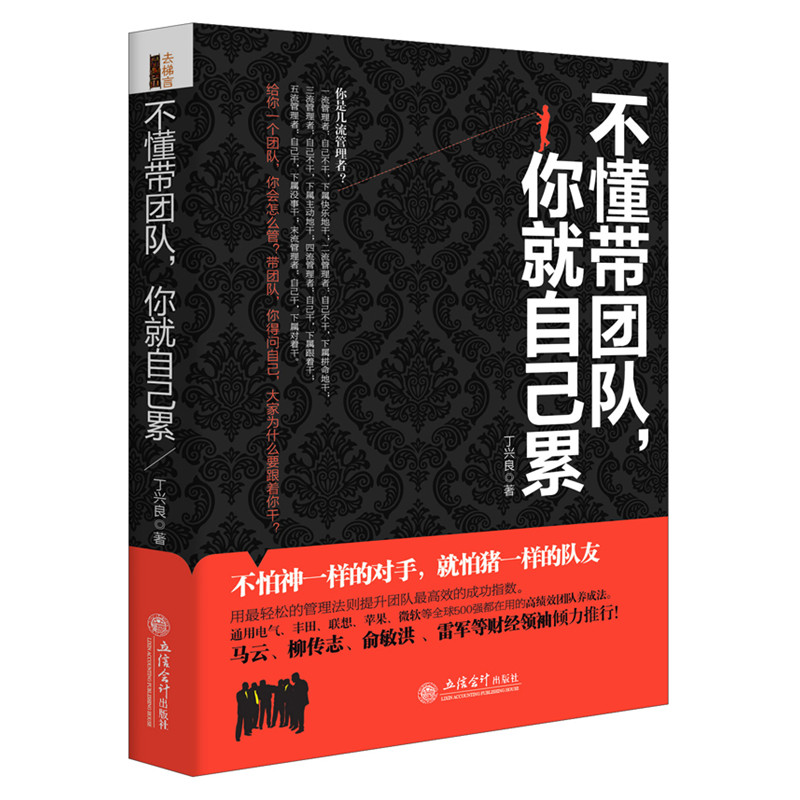 去梯言
不懂带团队,你就自己累
丁兴良◎著
立信会计出版社
LIXIN ACCOUNTING PUBLISHING HOUSE
不懂带团队,
你就自己累
丁兴良◎著
你是几流管理者?
一流管理者:自己不干,下属快乐地干;二流管理者:自己不干,下属拼命地干;
三流管理者:自己不干,下属主动地干;四流管理者:自己干,下属跟着干;
五流管理者:自己干,下属没事干;末流管理者:自己干,下属对着干。
给你一个团队,你会怎么管?带团队,你得问自己,大家为什么要跟着你干?
不怕神一样的对手,就怕猪一样的队友
用最轻松的管理法则提升团队最高效的成功指数。
通用电气、丰田、联想、苹果、微软等全球500强都在用的高绩效团队养成法。
马云、柳传志、俞敏洪、雷军等财经领袖倾力推行!
立信会计出版社
LIXIN ACCOUNTING PUBLISHING HOUSE